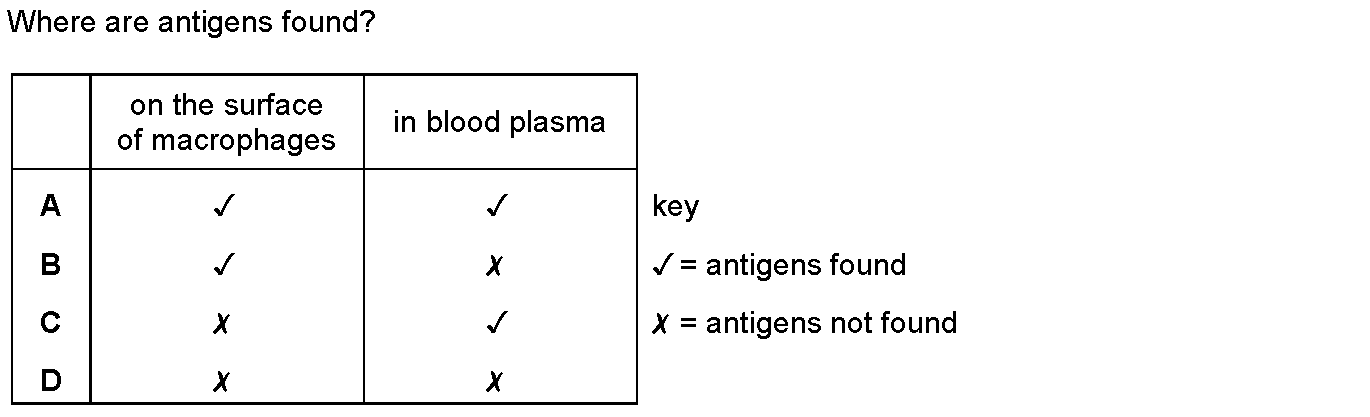 Where are antigens found?
on the surface
of macrophages
in blood plasma
A ✓ ✓ key
B ✓ ✗ ✓ = antigens found
C ✗ ✓ ✗ = antigens not found
D ✗ ✗